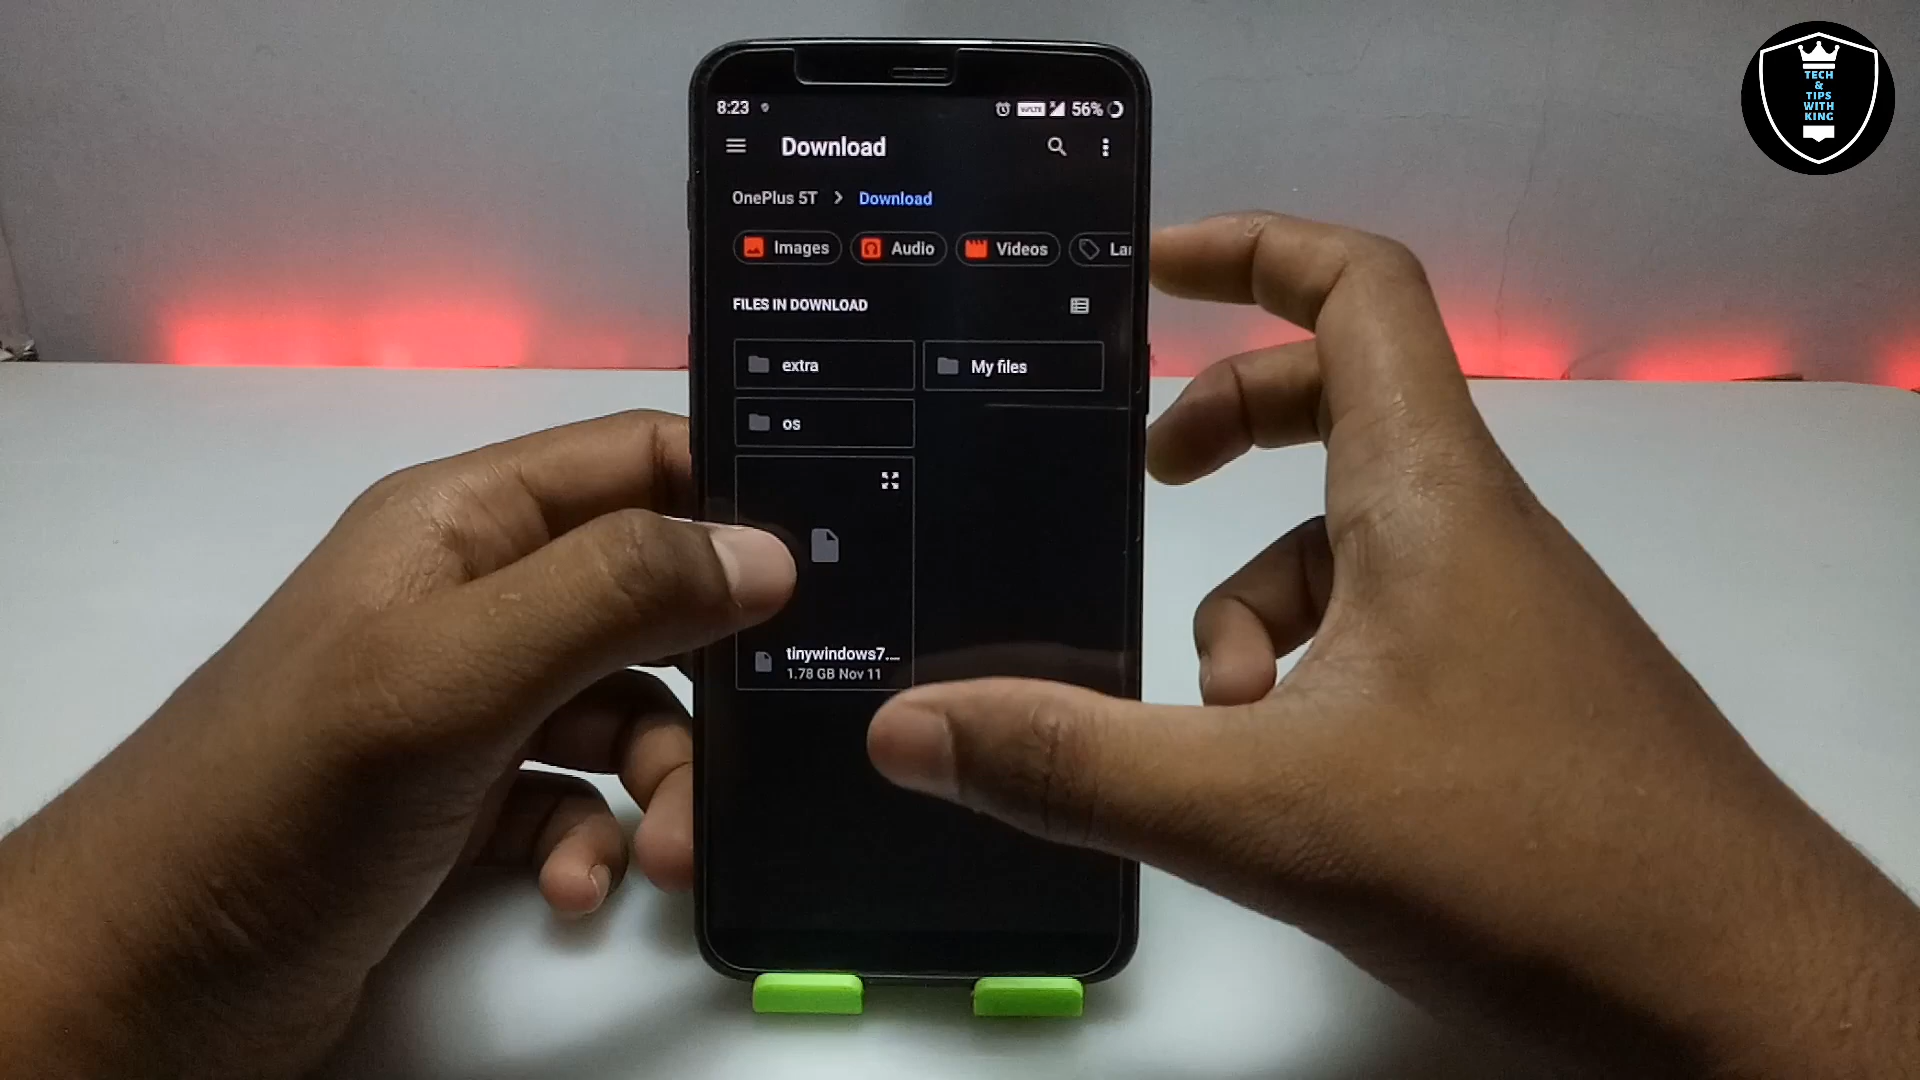 TECH
&
TIPS
WITH
KING
8:23 VoLTE 56%
Download
OnePlus 5T > Download
Images Audio Videos
FILES IN DOWNLOAD
extra My files
os
tinywindows7....
1.78 GB Nov 11